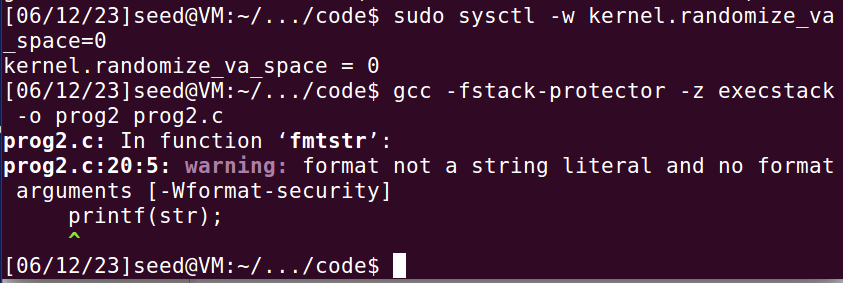 [06/12/23]seed@VM:~/.../code$ sudo sysctl -w kernel.randomize_va
_space=0
kernel.randomize_va_space = 0
[06/12/23]seed@VM:~/.../code$ gcc -fstack-protector -z execstack
 -o prog2 prog2.c
prog2.c: In function ‘fmtstr’:
prog2.c:20:5: warning: format not a string literal and no format
 arguments [-Wformat-security]
     printf(str);
     ^
[06/12/23]seed@VM:~/.../code$